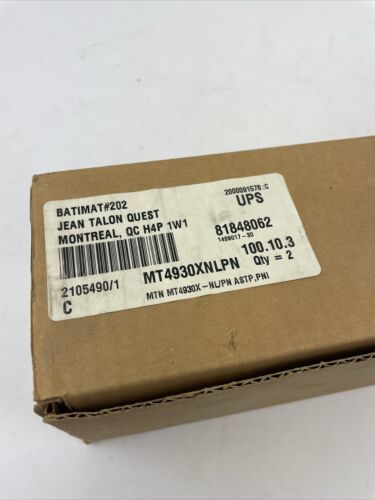 BATIMAT#202
JEAN TALON QUEST
MONTREAL, QC H4P 1W1
2000091578:C
UPS
81848062
1489017-30
100.10.3
Qty = 2
MT4930XNLPN
2105490/1
C
MTN MT4930X-NL/PN ASTP,PNI